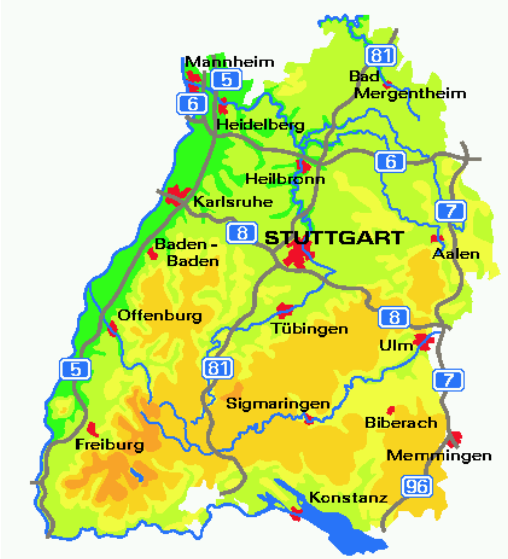 81
Mannheim
5
Bad
Mergentheim
6
Heidelberg
6
Heilbronn
Karlsruhe
7
8
STUTTGART
Baden-
Baden
Aalen
Offenburg
Tübingen
8
Ulm
5
81
7
Sigmaringen
Biberach
Freiburg
Memmingen
96
Konstanz